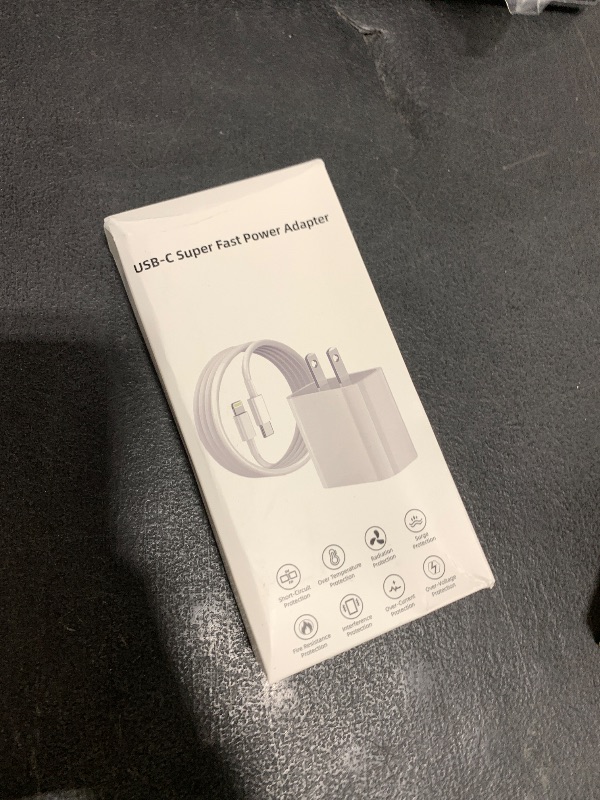 USB-C Super Fast Power Adapter
Short-Circuit
Protection
Over Temperature
Protection
Radiation
Protection
Surge
Protection
Fire Resistance
Protection
Interference
Protection
Over-Current
Protection
Over-Voltage
Protection